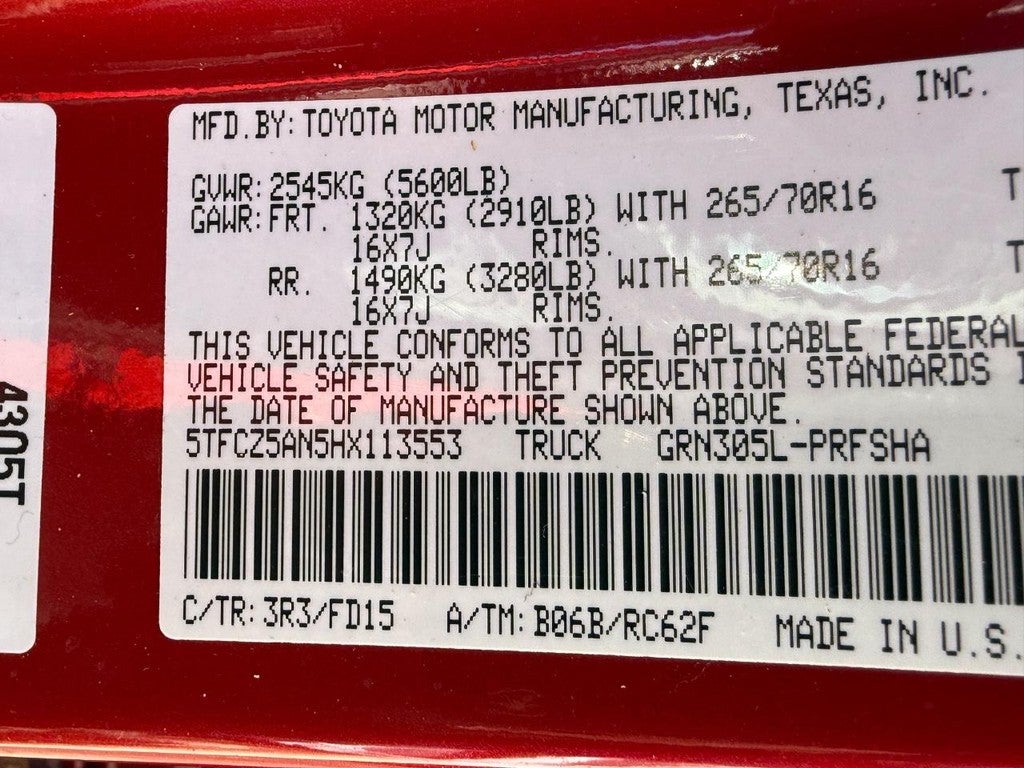 MFD.BY:TOYOTA MOTOR MANUFACTURING, TEXAS, INC.
GVWR:2545KG (5600LB)
GAWR:FRT. 1320KG (2910LB) WITH 265/70R16 T
16X7J RIMS.
RR. 1490KG (3280LB) WITH 265/70R16 T
16X7J RIMS.
THIS VEHICLE CONFORMS TO ALL APPLICABLE FEDERAL
VEHICLE SAFETY AND THEFT PREVENTION STANDARDS I
THE DATE OF MANUFACTURE SHOWN ABOVE.
5TFCZ5AN5HX113553 TRUCK GRN305L-PRFSHA
C/TR:3R3/FD15 A/TM:B06B/RC62F MADE IN U.S.
4305T